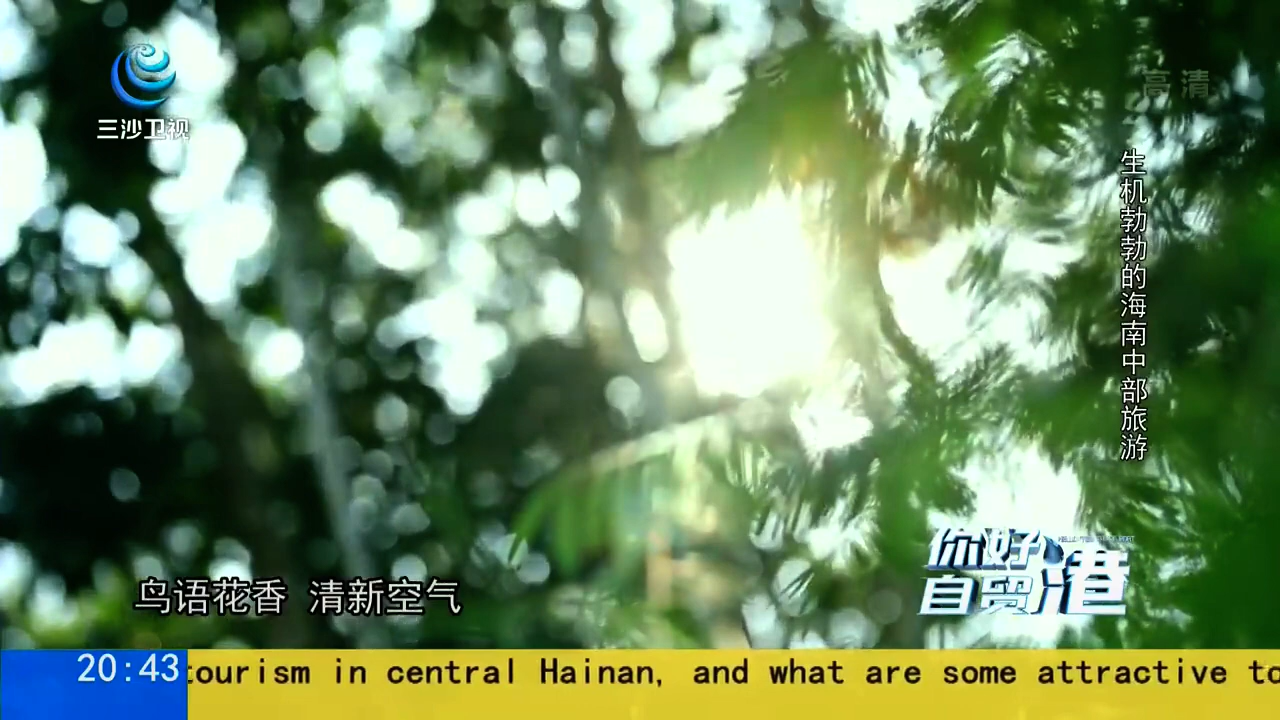 三沙卫视
高清
生机勃勃的海南中部旅游
你好
自贸港
鸟语花香 清新空气
20:43
tourism in central Hainan, and what are some attractive to